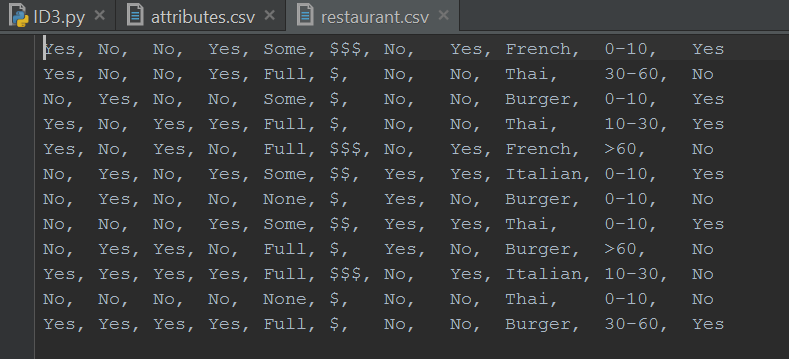 ID3.py × attributes.csv × restaurant.csv ×
Yes, No, No, Yes, Some, $$$, No, Yes, French, 0-10, Yes
Yes, No, No, Yes, Full, $, No, No, Thai, 30-60, No
No, Yes, No, No, Some, $, No, No, Burger, 0-10, Yes
Yes, No, Yes, Yes, Full, $, No, No, Thai, 10-30, Yes
Yes, No, Yes, No, Full, $$$, No, Yes, French, >60, No
No, Yes, No, Yes, Some, $$, Yes, Yes, Italian, 0-10, Yes
No, Yes, No, No, None, $, Yes, No, Burger, 0-10, No
No, No, No, Yes, Some, $$, Yes, Yes, Thai, 0-10, Yes
No, Yes, Yes, No, Full, $, Yes, No, Burger, >60, No
Yes, Yes, Yes, Yes, Full, $$$, No, Yes, Italian, 10-30, No
No, No, No, No, None, $, No, No, Thai, 0-10, No
Yes, Yes, Yes, Yes, Full, $, No, No, Burger, 30-60, Yes